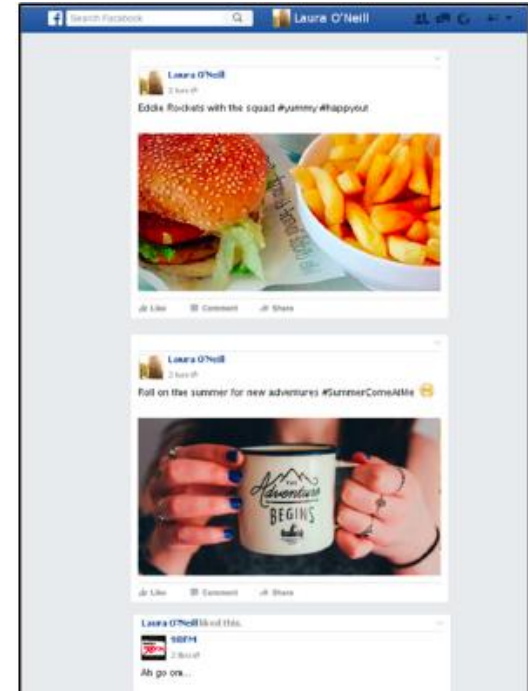 Search Facebook
Laura O'Neill
Laura O'Neill
Eddie Rockets with the squad #yummy #happyout
Like Comment Share
Laura O'Neill
Roll on the summer for new adventures #SummerComeAtMe
THE
Adventure
BEGINS
Like Comment Share
Laura O'Neill liked this.
98FM
98FM
Ah go on...